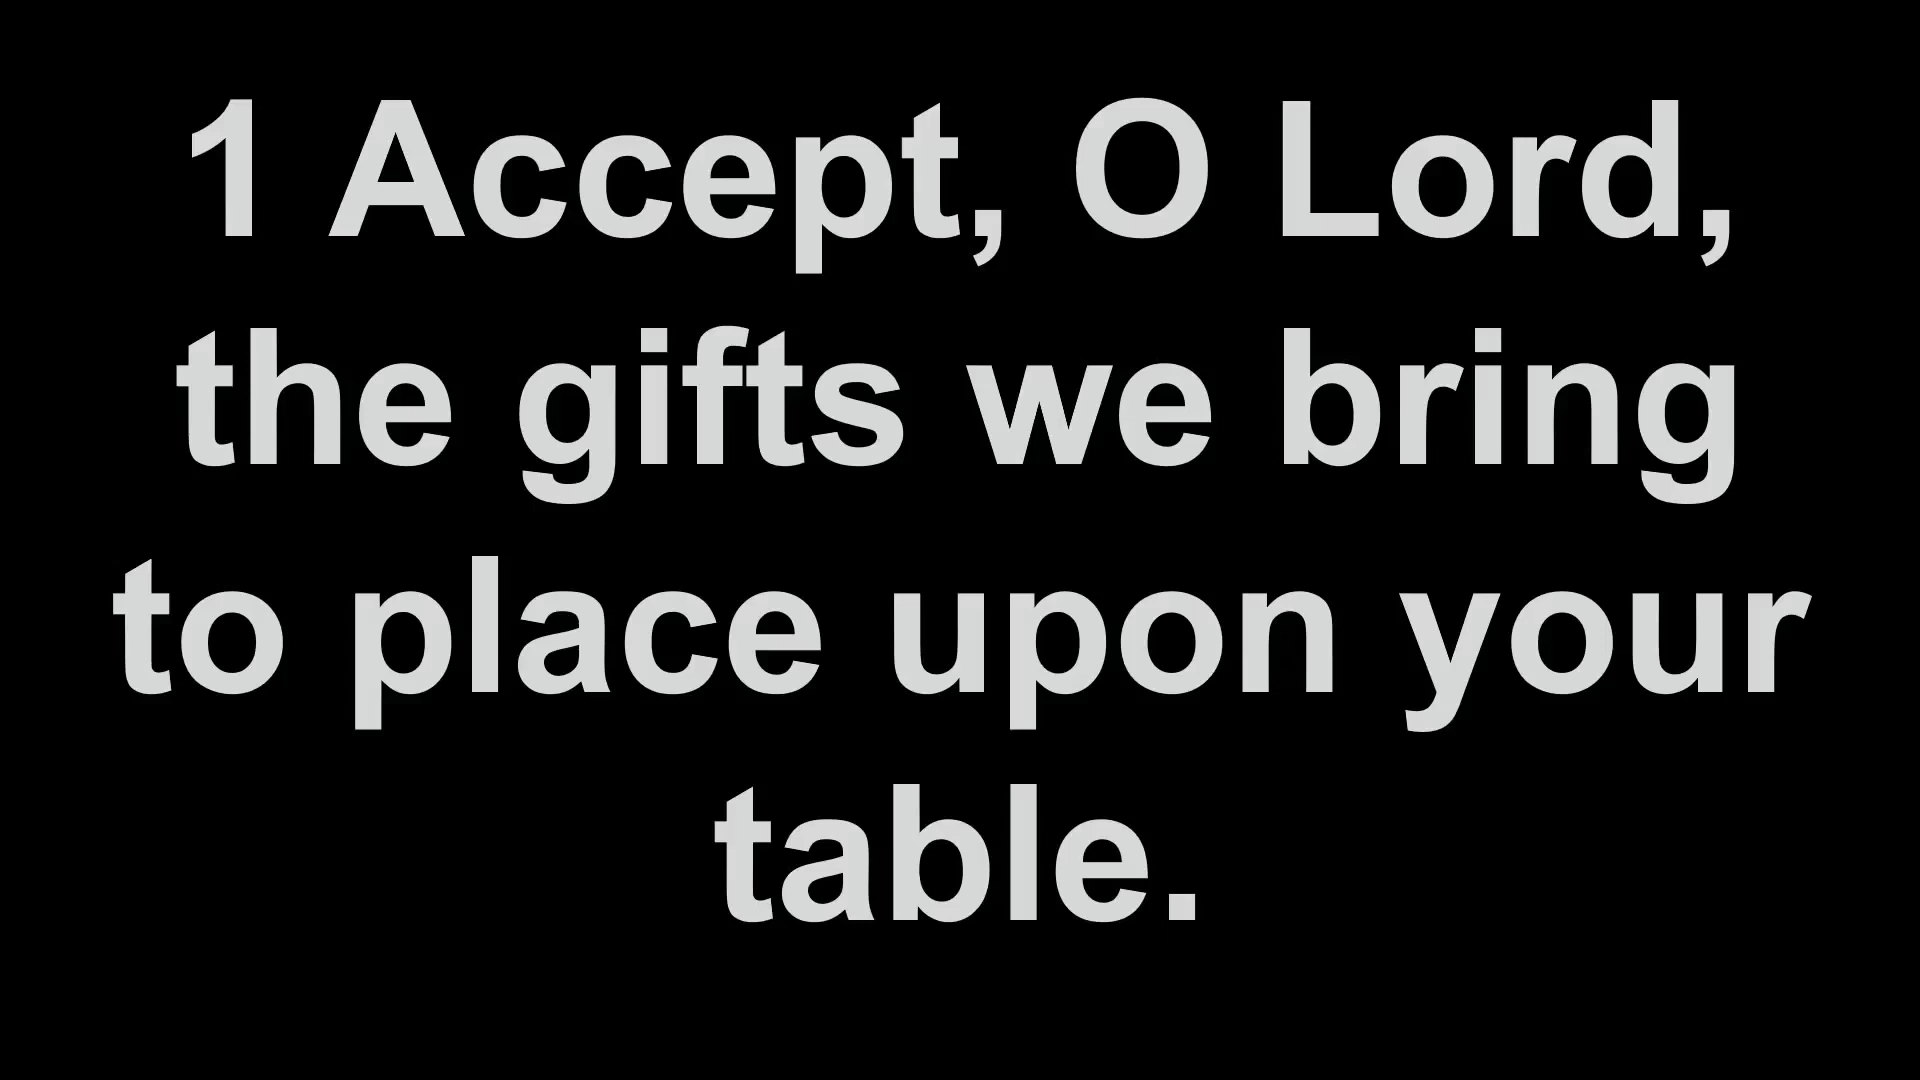 1 Accept, O Lord,
the gifts we bring
to place upon your
table.